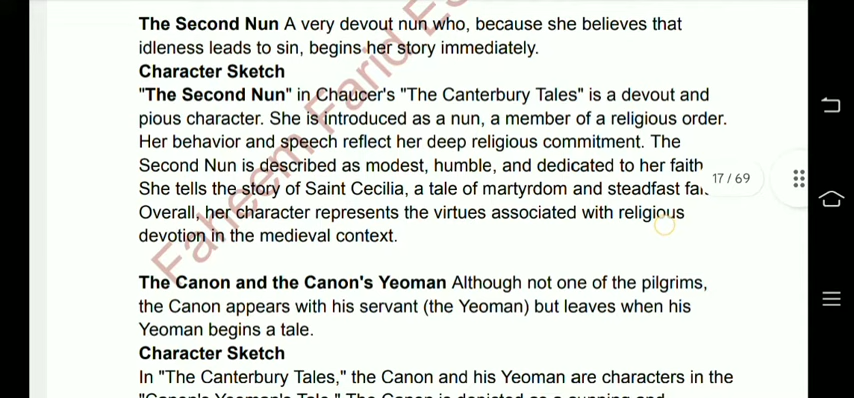 The Second Nun A very devout nun who, because she believes that
idleness leads to sin, begins her story immediately.
Character Sketch
"The Second Nun" in Chaucer's "The Canterbury Tales" is a devout and
pious character. She is introduced as a nun, a member of a religious order.
Her behavior and speech reflect her deep religious commitment. The
Second Nun is described as modest, humble, and dedicated to her faith
17 / 69
She tells the story of Saint Cecilia, a tale of martyrdom and steadfast
Overall, her character represents the virtues associated with religious
devotion in the medieval context.
The Canon and the Canon's Yeoman Although not one of the pilgrims,
the Canon appears with his servant (the Yeoman) but leaves when his
Yeoman begins a tale.
Character Sketch
In "The Canterbury Tales," the Canon and his Yeoman are characters in the
Faheem Farid